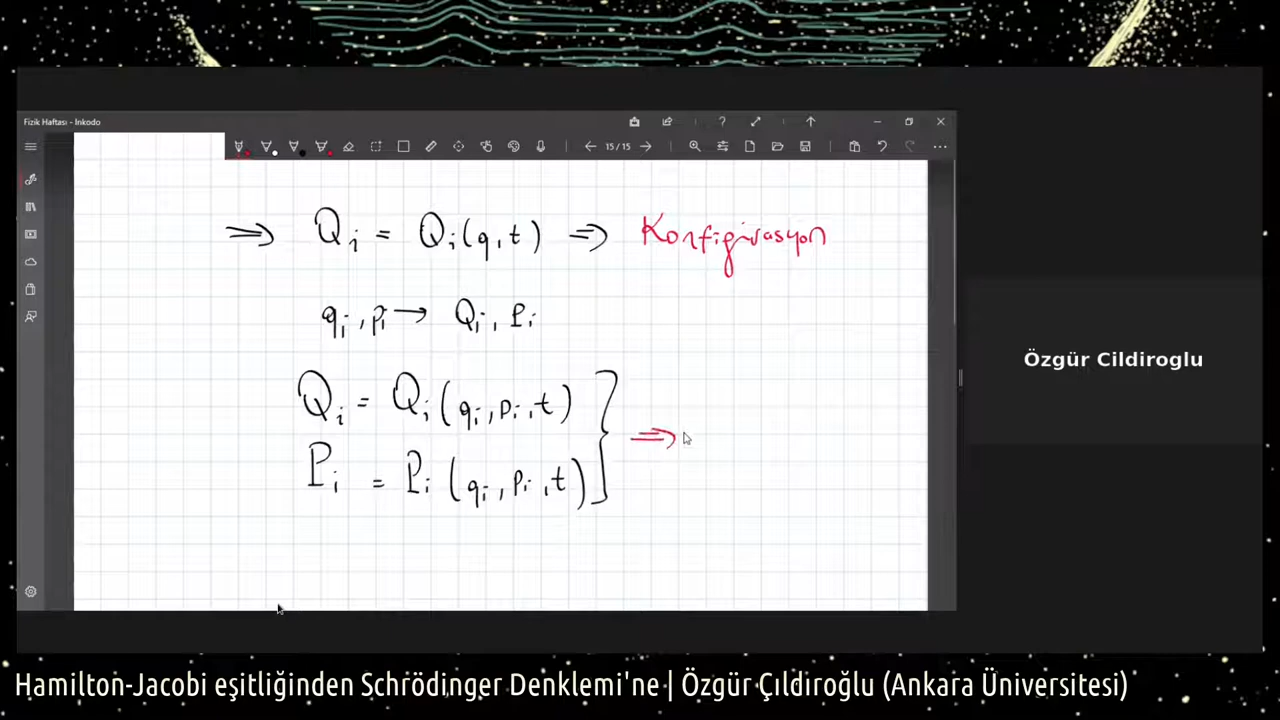 Fizik Haftası - Inkodo
15/15
⇒ Qi = Qi(q,t) ⇒ Konfigirasyon
qi, pi → Qi, Pi
Qi = Qi(qi, pi, t)
Pi = Pi(qi, pi, t) } ⇒
Özgür Cildiroglu
Hamilton-Jacobi eşitliğinden Schrödinger Denklemi'ne | Özgür Çıldıroğlu (Ankara Üniversitesi)